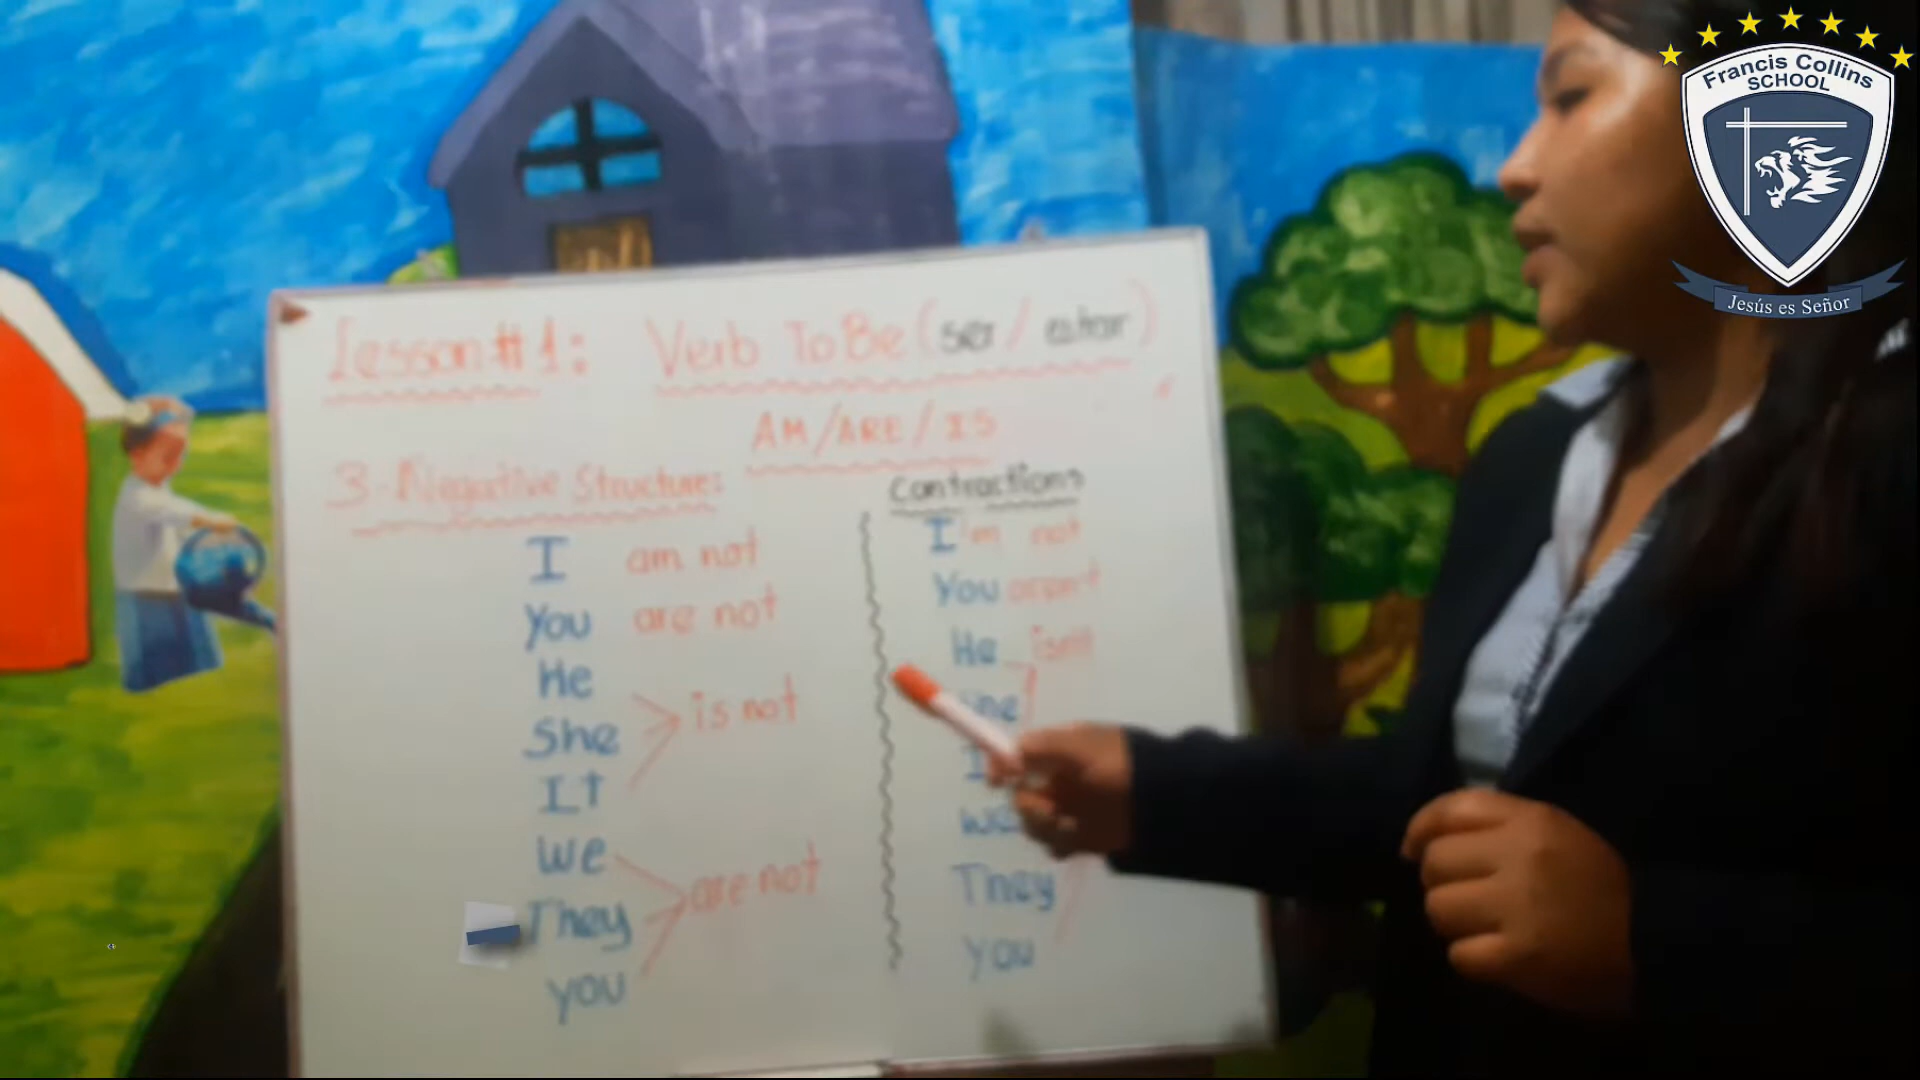 Francis Collins
SCHOOL
Jesús es Señor
Lesson #1: Verb To Be (ser / estar)
AM/ARE/IS
3- Negative Structure:
I am not
You are not
He
She is not
It
We
They are not
you
Contractions
I'm not
You aren't
He isn't
She
We
They
you